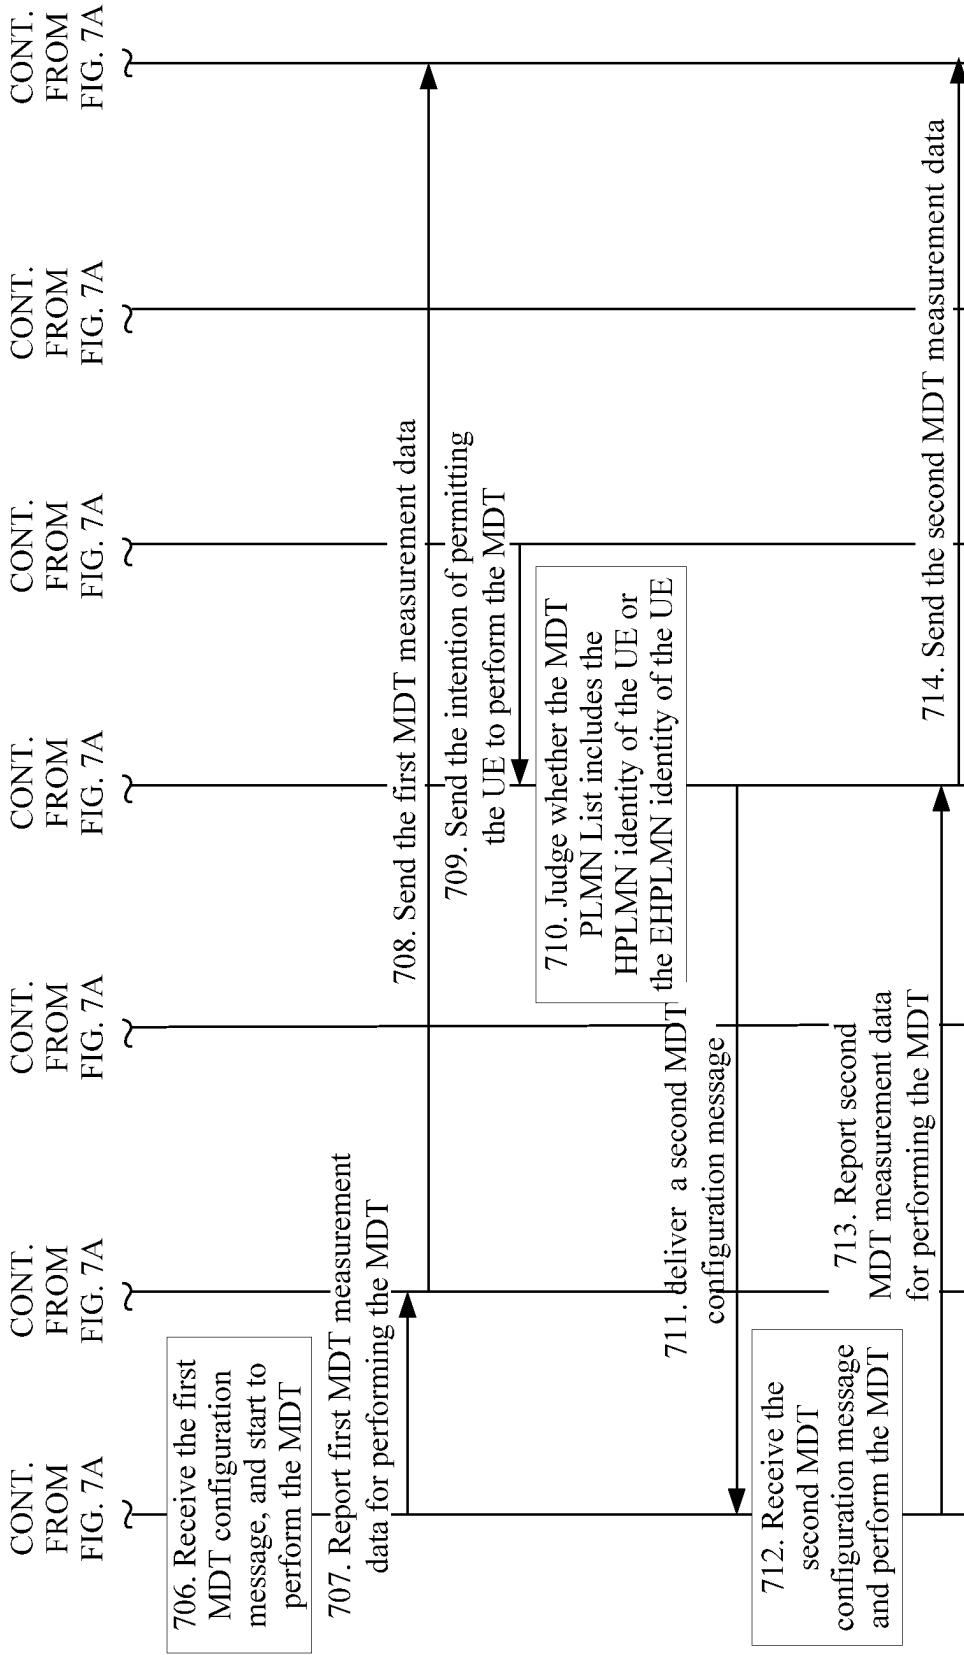 CONT.
FROM
FIG. 7A
CONT.
FROM
FIG. 7A
CONT.
FROM
FIG. 7A
CONT.
FROM
FIG. 7A
CONT.
FROM
FIG. 7A
CONT.
FROM
FIG. 7A
CONT.
FROM
FIG. 7A
706. Receive the first
MDT configuration
message, and start to
perform the MDT
707. Report first MDT measurement
data for performing the MDT
708. Send the first MDT measurement data
709. Send the intention of permitting
the UE to perform the MDT
710. Judge whether the MDT
PLMN List includes the
HPLMN identity of the UE or
the EHPLMN identity of the UE
711. deliver a second MDT
configuration message
712. Receive the
second MDT
configuration message
and perform the MDT
713. Report second
MDT measurement data
for performing the MDT
714. Send the second MDT measurement data